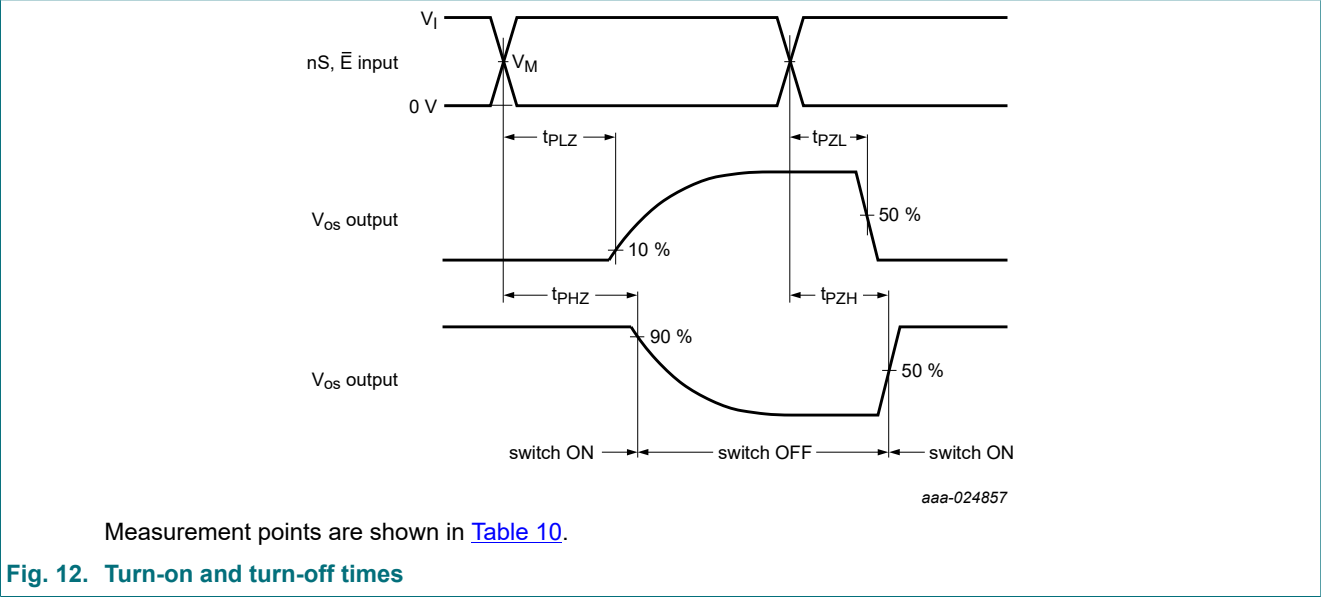 V_I
nS, E̅ input
V_M
0 V
t_PLZ
t_PZL
V_os output
50 %
10 %
t_PHZ
t_PZH
90 %
V_os output
50 %
switch ON
switch OFF
switch ON
aaa-024857
Measurement points are shown in Table 10.
Fig. 12. Turn-on and turn-off times